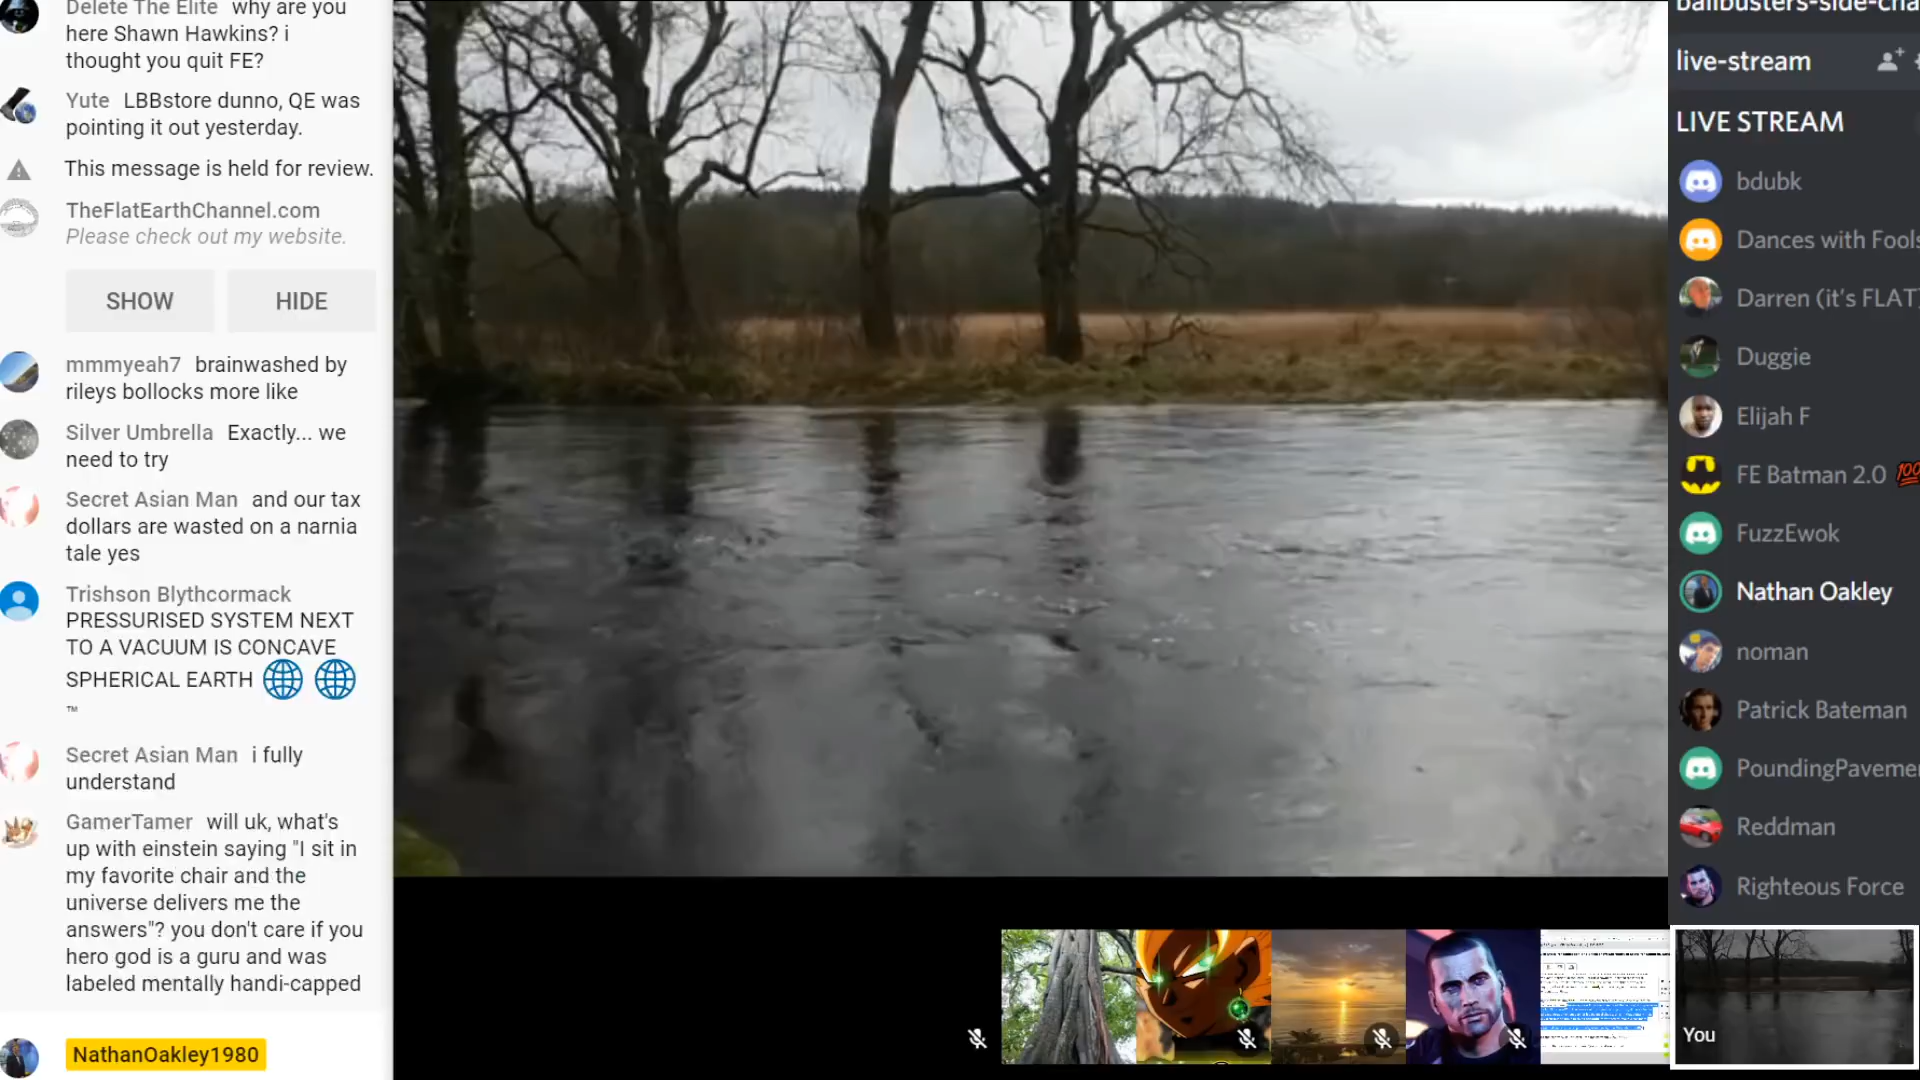 Delete The Elite why are you
here Shawn Hawkins? i
thought you quit FE?
Yute LBBstore dunno, QE was
pointing it out yesterday.
This message is held for review.
TheFlatEarthChannel.com
Please check out my website.
SHOW HIDE
mmmyeah7 brainwashed by
rileys bollocks more like
Silver Umbrella Exactly... we
need to try
Secret Asian Man and our tax
dollars are wasted on a narnia
tale yes
Trishson Blythcormack
PRESSURISED SYSTEM NEXT
TO A VACUUM IS CONCAVE
SPHERICAL EARTH
™
Secret Asian Man i fully
understand
GamerTamer will uk, what's
up with einstein saying "I sit in
my favorite chair and the
universe delivers me the
answers"? you don't care if you
hero god is a guru and was
labeled mentally handi-capped
NathanOakley1980
ballbusters-side-cha
live-stream
LIVE STREAM
bdubk
Dances with Fools
Darren (it's FLAT)
Duggie
Elijah F
FE Batman 2.0 💯
FuzzEwok
Nathan Oakley
noman
Patrick Bateman
PoundingPavemen
Reddman
Righteous Force
You